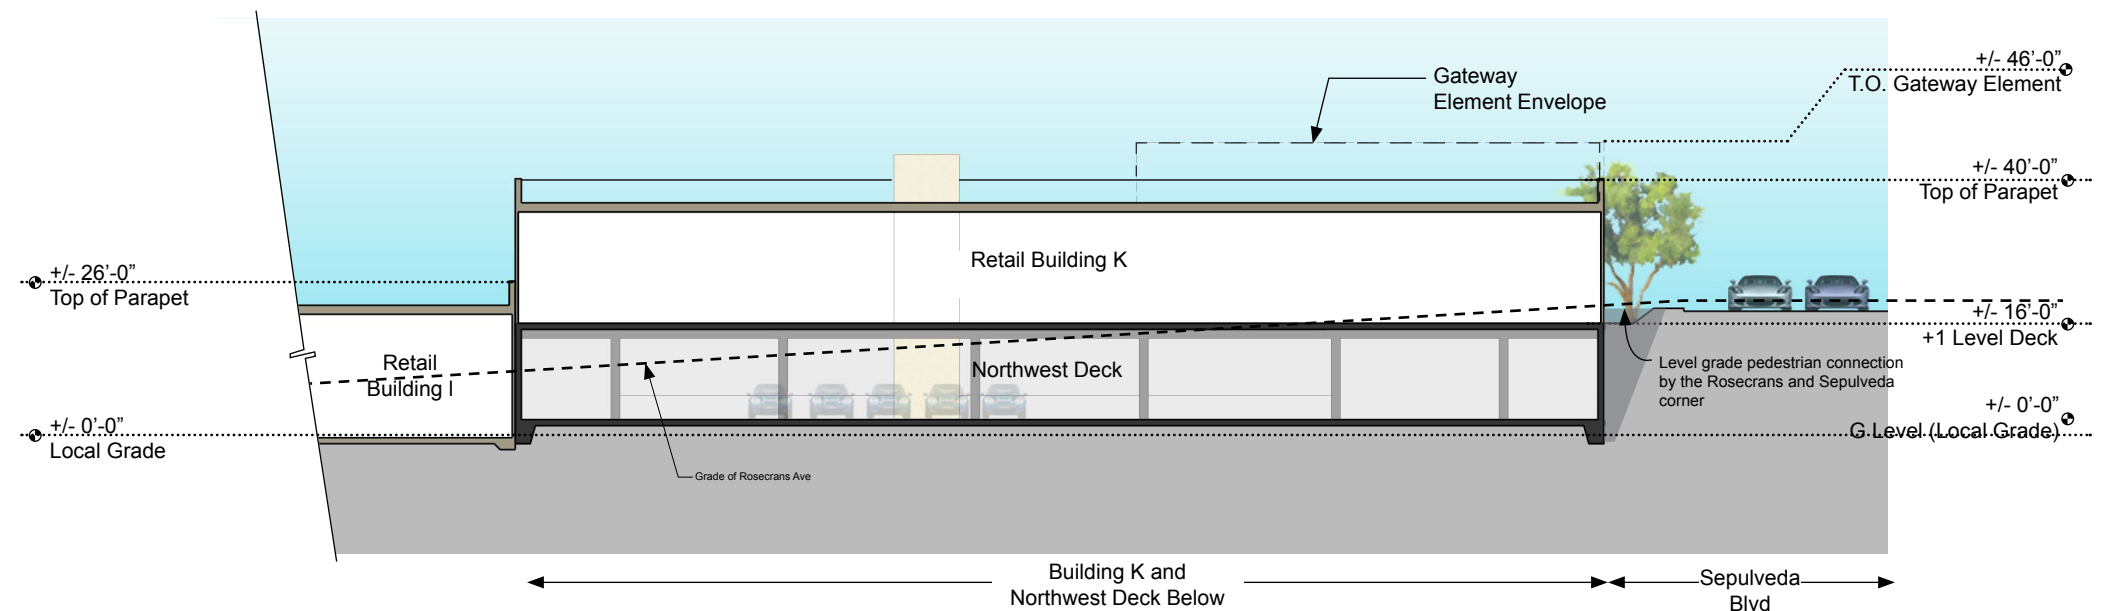 +/- 46’-0”
T.O. Gateway Element
Gateway
Element Envelope
+/- 40’-0”
Top of Parapet
Retail Building K
+/- 26’-0”
Top of Parapet
+/- 16’-0”
+1 Level Deck
Retail
Building I
Northwest Deck
Level grade pedestrian connection
by the Rosecrans and Sepulveda
corner
+/- 0’-0”
Local Grade
+/- 0’-0”
G Level (Local Grade)
Grade of Rosecrans Ave
Building K and
Northwest Deck Below
Sepulveda
Blvd